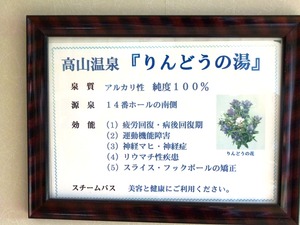 高山温泉 『りんどうの湯』
泉 質 アルカリ性 純度100%
源 泉 14番ホールの南側
効 能 (1) 疲労回復・病後回復期
(2) 運動機能障害
(3) 神経マヒ・神経症
(4) リウマチ性疾患
(5) スライス・フックボールの矯正
りんどうの花
スチームバス 美容と健康にご利用ください。